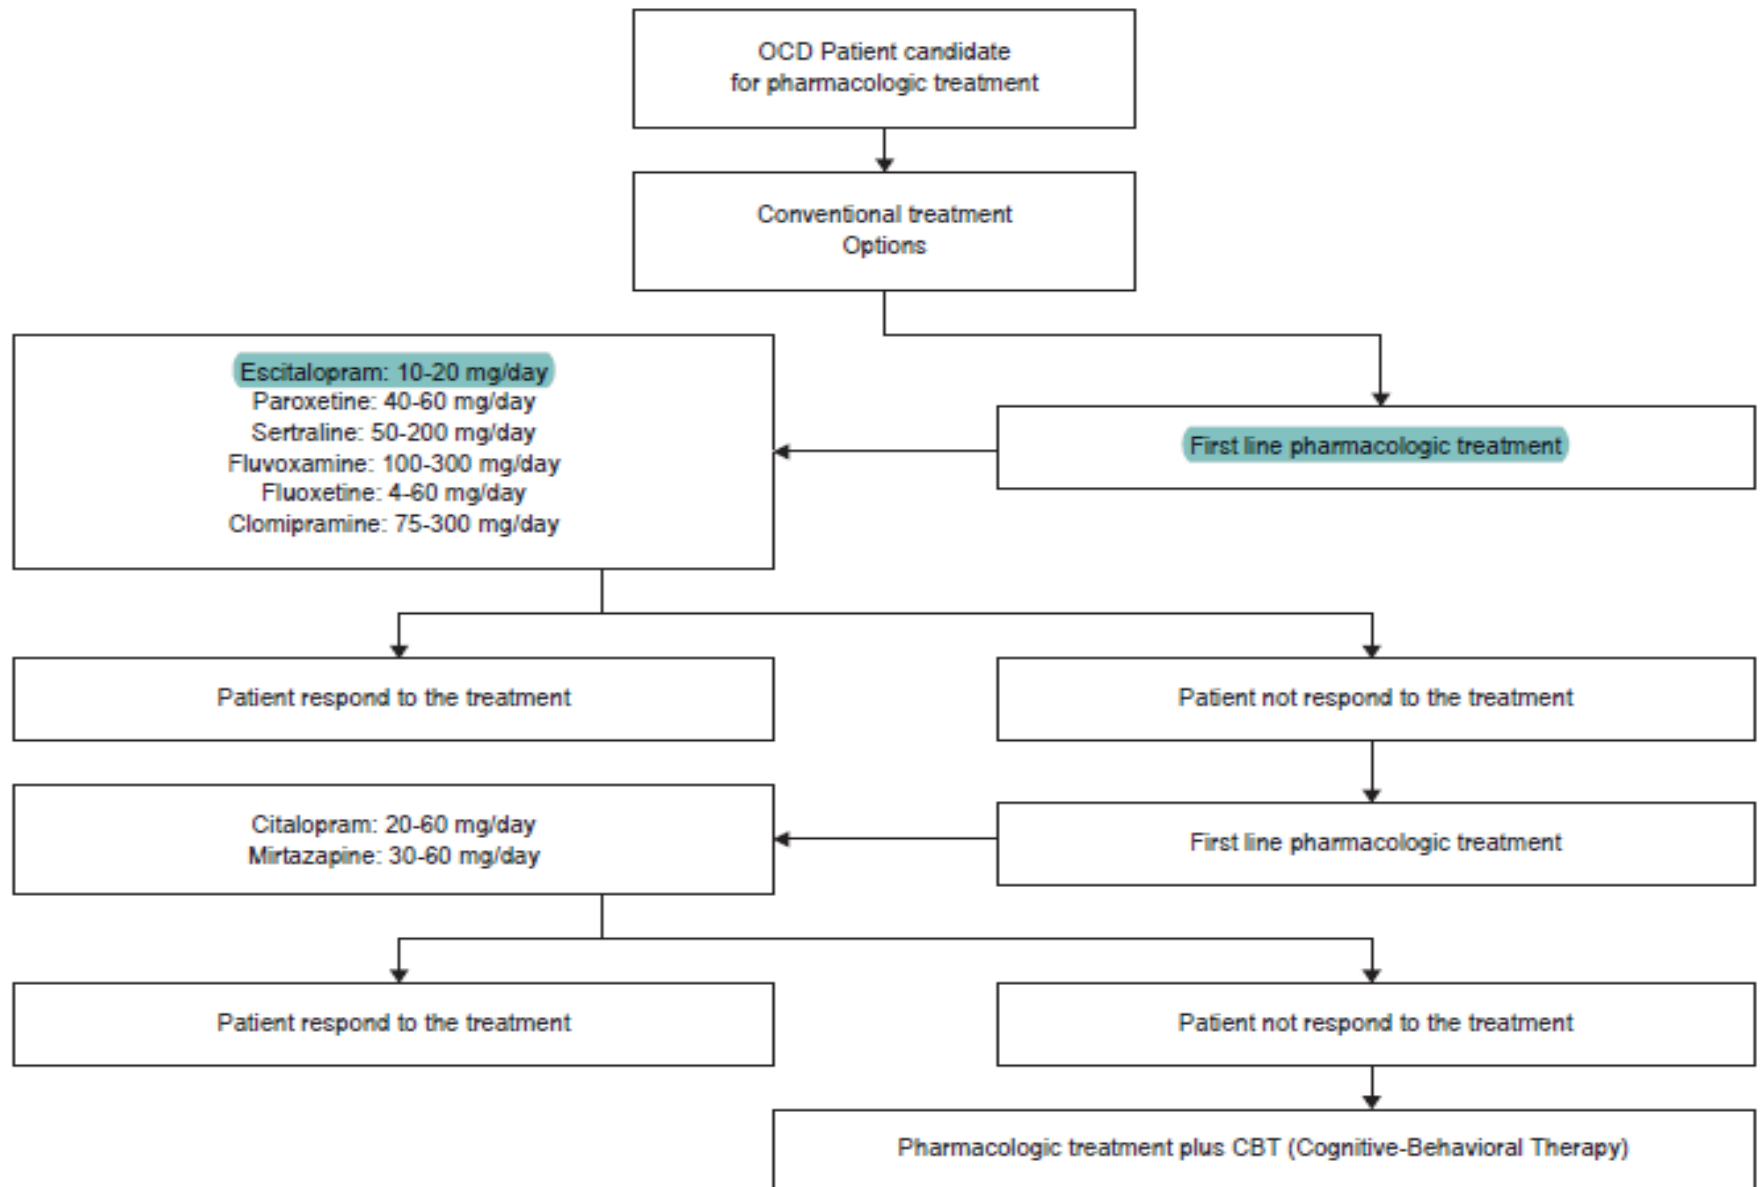 OCD Patient candidate
for pharmacologic treatment
Conventional treatment
Options
First line pharmacologic treatment
Escitalopram: 10-20 mg/day
Paroxetine: 40-60 mg/day
Sertraline: 50-200 mg/day
Fluvoxamine: 100-300 mg/day
Fluoxetine: 4-60 mg/day
Clomipramine: 75-300 mg/day
Patient respond to the treatment
Patient not respond to the treatment
First line pharmacologic treatment
Citalopram: 20-60 mg/day
Mirtazapine: 30-60 mg/day
Patient respond to the treatment
Patient not respond to the treatment
Pharmacologic treatment plus CBT (Cognitive-Behavioral Therapy)